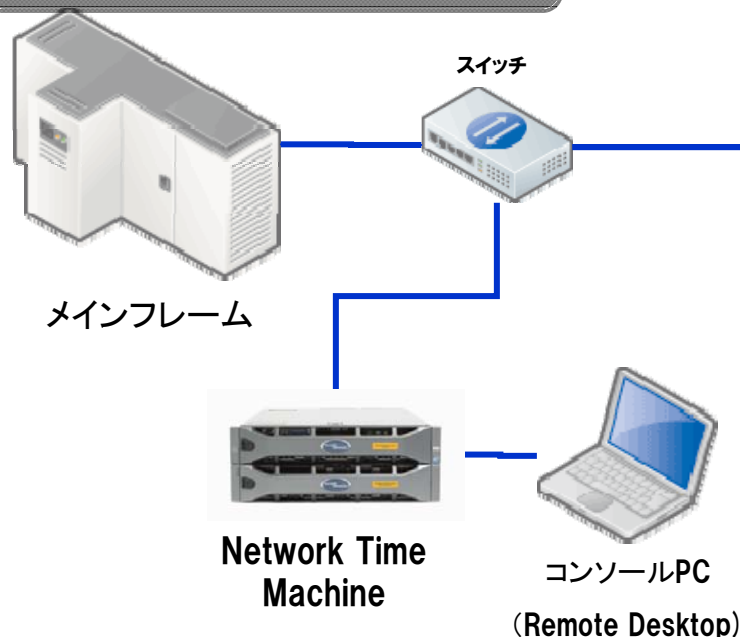 スイッチ
メインフレーム
Network Time
Machine
コンソールPC
（Remote Desktop）